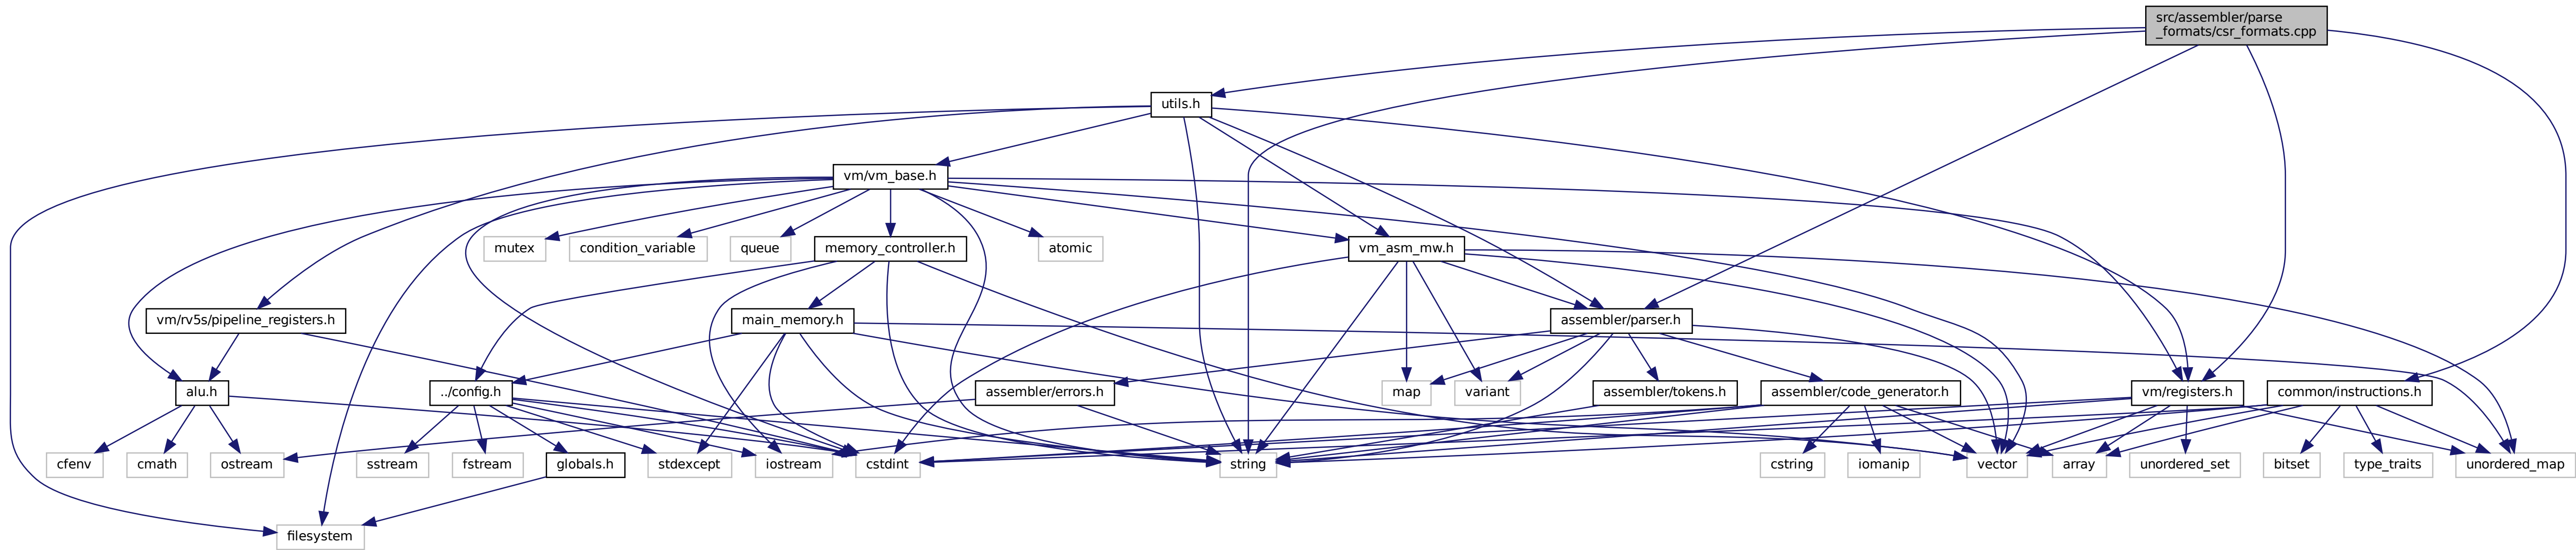 src/assembler/parse
_formats/csr_formats.cpp
utils.h
vm/vm_base.h
mutex
condition_variable
queue
memory_controller.h
atomic
vm_asm_mw.h
vm/rv5s/pipeline_registers.h
main_memory.h
assembler/parser.h
alu.h
../config.h
assembler/errors.h
map
variant
assembler/tokens.h
assembler/code_generator.h
vm/registers.h
common/instructions.h
cfenv
cmath
ostream
sstream
fstream
globals.h
stdexcept
iostream
cstdint
string
cstring
iomanip
vector
array
unordered_set
bitset
type_traits
unordered_map
filesystem